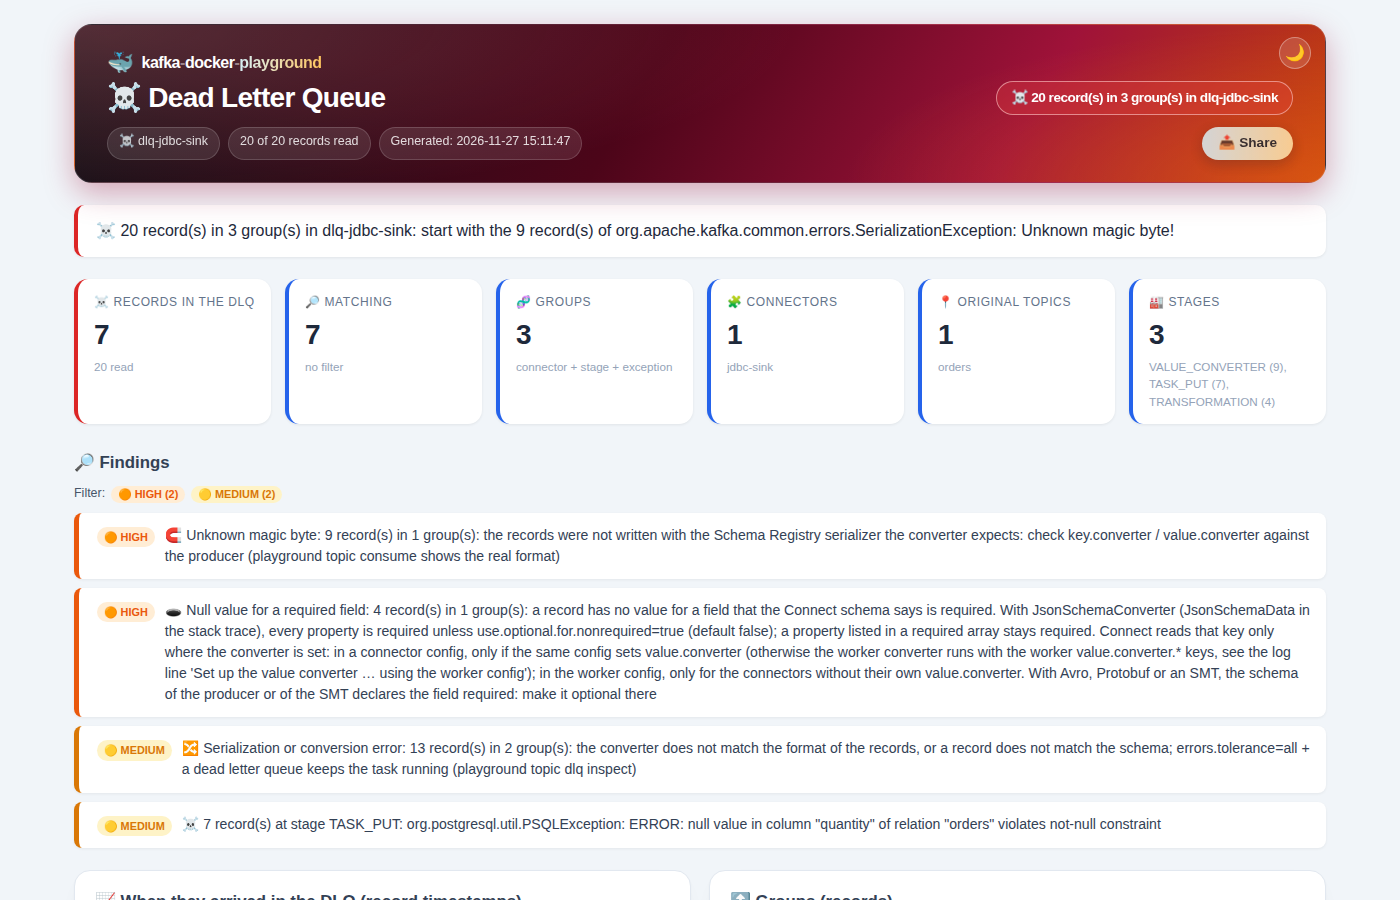 🐳 kafka-docker-playground
☠️ Dead Letter Queue
☠️ 20 record(s) in 3 group(s) in dlq-jdbc-sink
☠️ dlq-jdbc-sink
20 of 20 records read
Generated: 2026-11-27 15:11:47
📤 Share
☠️ 20 record(s) in 3 group(s) in dlq-jdbc-sink: start with the 9 record(s) of org.apache.kafka.common.errors.SerializationException: Unknown magic byte!
☠️ RECORDS IN THE DLQ
7
20 read
🔎 MATCHING
7
no filter
🧬 GROUPS
3
connector + stage + exception
🧩 CONNECTORS
1
jdbc-sink
📍 ORIGINAL TOPICS
1
orders
🏭 STAGES
3
VALUE_CONVERTER (9),
TASK_PUT (7),
TRANSFORMATION (4)
🔎 Findings
Filter: 🟠 HIGH (2) 🟡 MEDIUM (2)
🟠 HIGH 🧲 Unknown magic byte: 9 record(s) in 1 group(s): the records were not written with the Schema Registry serializer the converter expects: check key.converter / value.converter against
the producer (playground topic consume shows the real format)
🟠 HIGH 🕳️ Null value for a required field: 4 record(s) in 1 group(s): a record has no value for a field that the Connect schema says is required. With JsonSchemaConverter (JsonSchemaData in
the stack trace), every property is required unless use.optional.for.nonrequired=true (default false); a property listed in a required array stays required. Connect reads that key only
where the converter is set: in a connector config, only if the same config sets value.converter (otherwise the worker converter runs with the worker value.converter.* keys, see the log
line 'Set up the value converter … using the worker config'); in the worker config, only for the connectors without their own value.converter. With Avro, Protobuf or an SMT, the schema
of the producer or of the SMT declares the field required: make it optional there
🟡 MEDIUM 🔀 Serialization or conversion error: 13 record(s) in 2 group(s): the converter does not match the format of the records, or a record does not match the schema; errors.tolerance=all +
a dead letter queue keeps the task running (playground topic dlq inspect)
🟡 MEDIUM ☠️ 7 record(s) at stage TASK_PUT: org.postgresql.util.PSQLException: ERROR: null value in column "quantity" of relation "orders" violates not-null constraint
📈 When they arrived in the DLQ (record timestamps)
Groups (records)